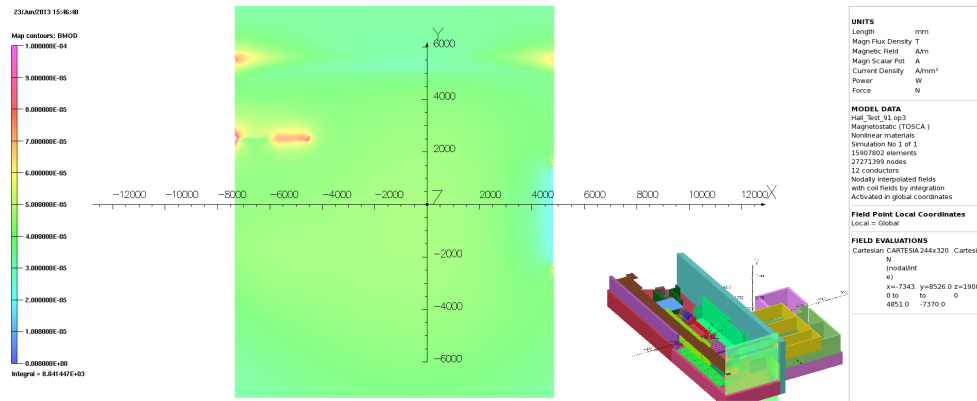 23/Jun/2013 15:46:48
Map contours: BMOD
1.000000E-04
9.000000E-05
8.000000E-05
7.000000E-05
6.000000E-05
5.000000E-05
4.000000E-05
3.000000E-05
2.000000E-05
1.000000E-05
0.000000E+00
Integral = 8.841447E+03
Y
6000
4000
2000
-12000 -10000 -8000 -6000 -4000 -2000 Z 2000 4000 6000 8000 10000 12000 X
-2000
-4000
-6000
UNITS
Length mm
Magn Flux Density T
Magnetic Field A/m
Magn Scalar Pot A
Current Density A/mm²
Power W
Force N
MODEL DATA
Hall_Test_91.op3
Magnetostatic (TOSCA )
Nonlinear materials
Simulation No 1 of 1
15907802 elements
27271399 nodes
12 conductors
Nodally interpolated fields
with coil fields by integration
Activated in global coordinates
Field Point Local Coordinates
Local = Global
FIELD EVALUATIONS
Cartesian CARTESIA 244x320 Cartesi
N
(nodal/int
e)
x=-7343. y=8526.0 z=190
0 to to 0
4851.0 -7370.0